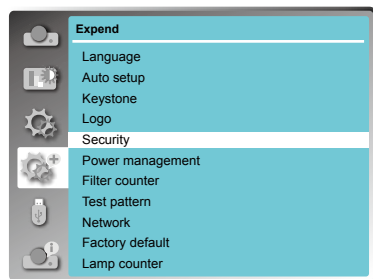 Expend
Language
Auto setup
Keystone
Logo
Security
Power management
Filter counter
Test pattern
Network
Factory default
Lamp counter